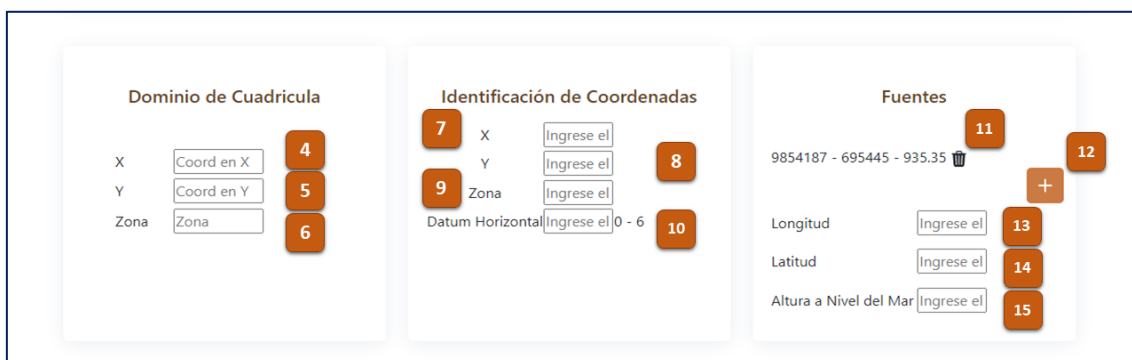 Dominio de Cuadricula
X Coord en X 4
Y Coord en Y 5
Zona Zona 6
Identificación de Coordenadas
7 X Ingrese el
Y Ingrese el 8
9 Zona Ingrese el
Datum Horizontal Ingrese el 0 - 6 10
Fuentes
11
9854187 - 695445 - 935.35
12
+
Longitud Ingrese el 13
Latitud Ingrese el 14
Altura a Nivel del Mar Ingrese el 15